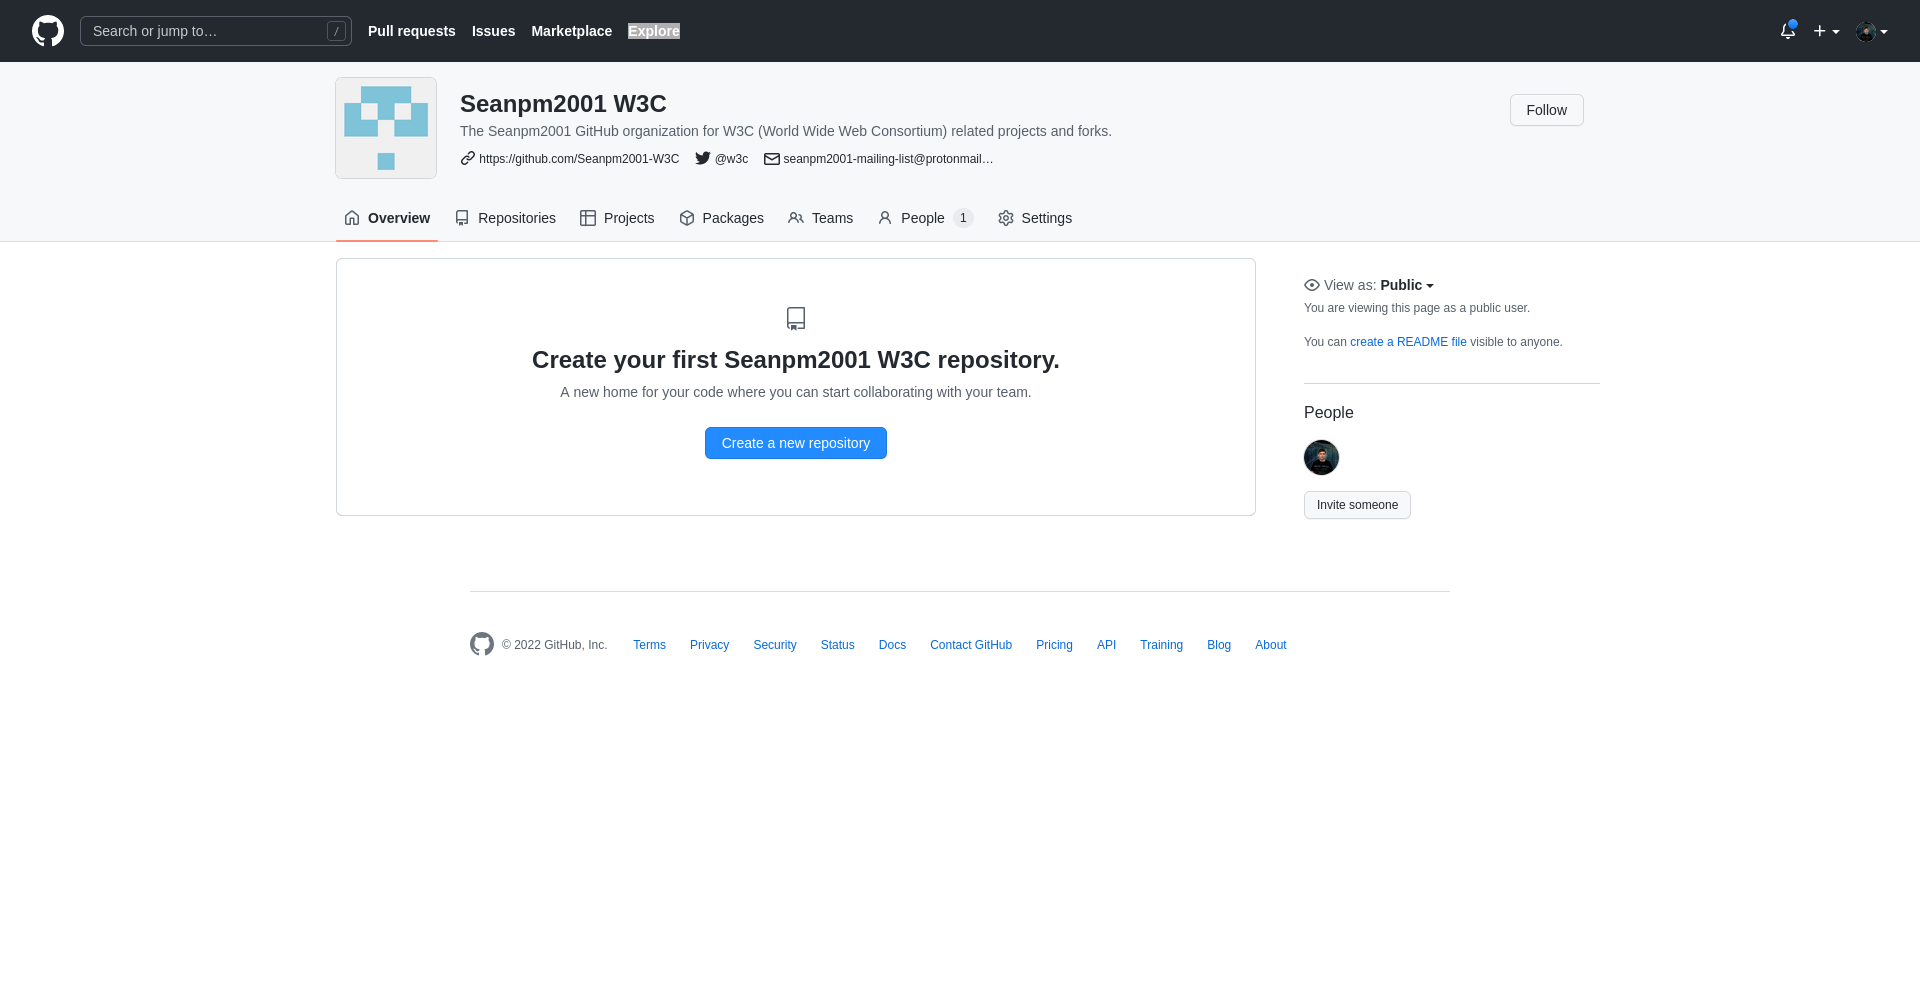 Search or jump to…
/
Pull requests
Issues
Marketplace
Explore
Seanpm2001 W3C
The Seanpm2001 GitHub organization for W3C (World Wide Web Consortium) related projects and forks.
https://github.com/Seanpm2001-W3C
@w3c
seanpm2001-mailing-list@protonmail…
Follow
Overview
Repositories
Projects
Packages
Teams
People 1
Settings
Create your first Seanpm2001 W3C repository.
A new home for your code where you can start collaborating with your team.
Create a new repository
View as: Public
You are viewing this page as a public user.
You can create a README file visible to anyone.
People
Invite someone
© 2022 GitHub, Inc.
Terms
Privacy
Security
Status
Docs
Contact GitHub
Pricing
API
Training
Blog
About